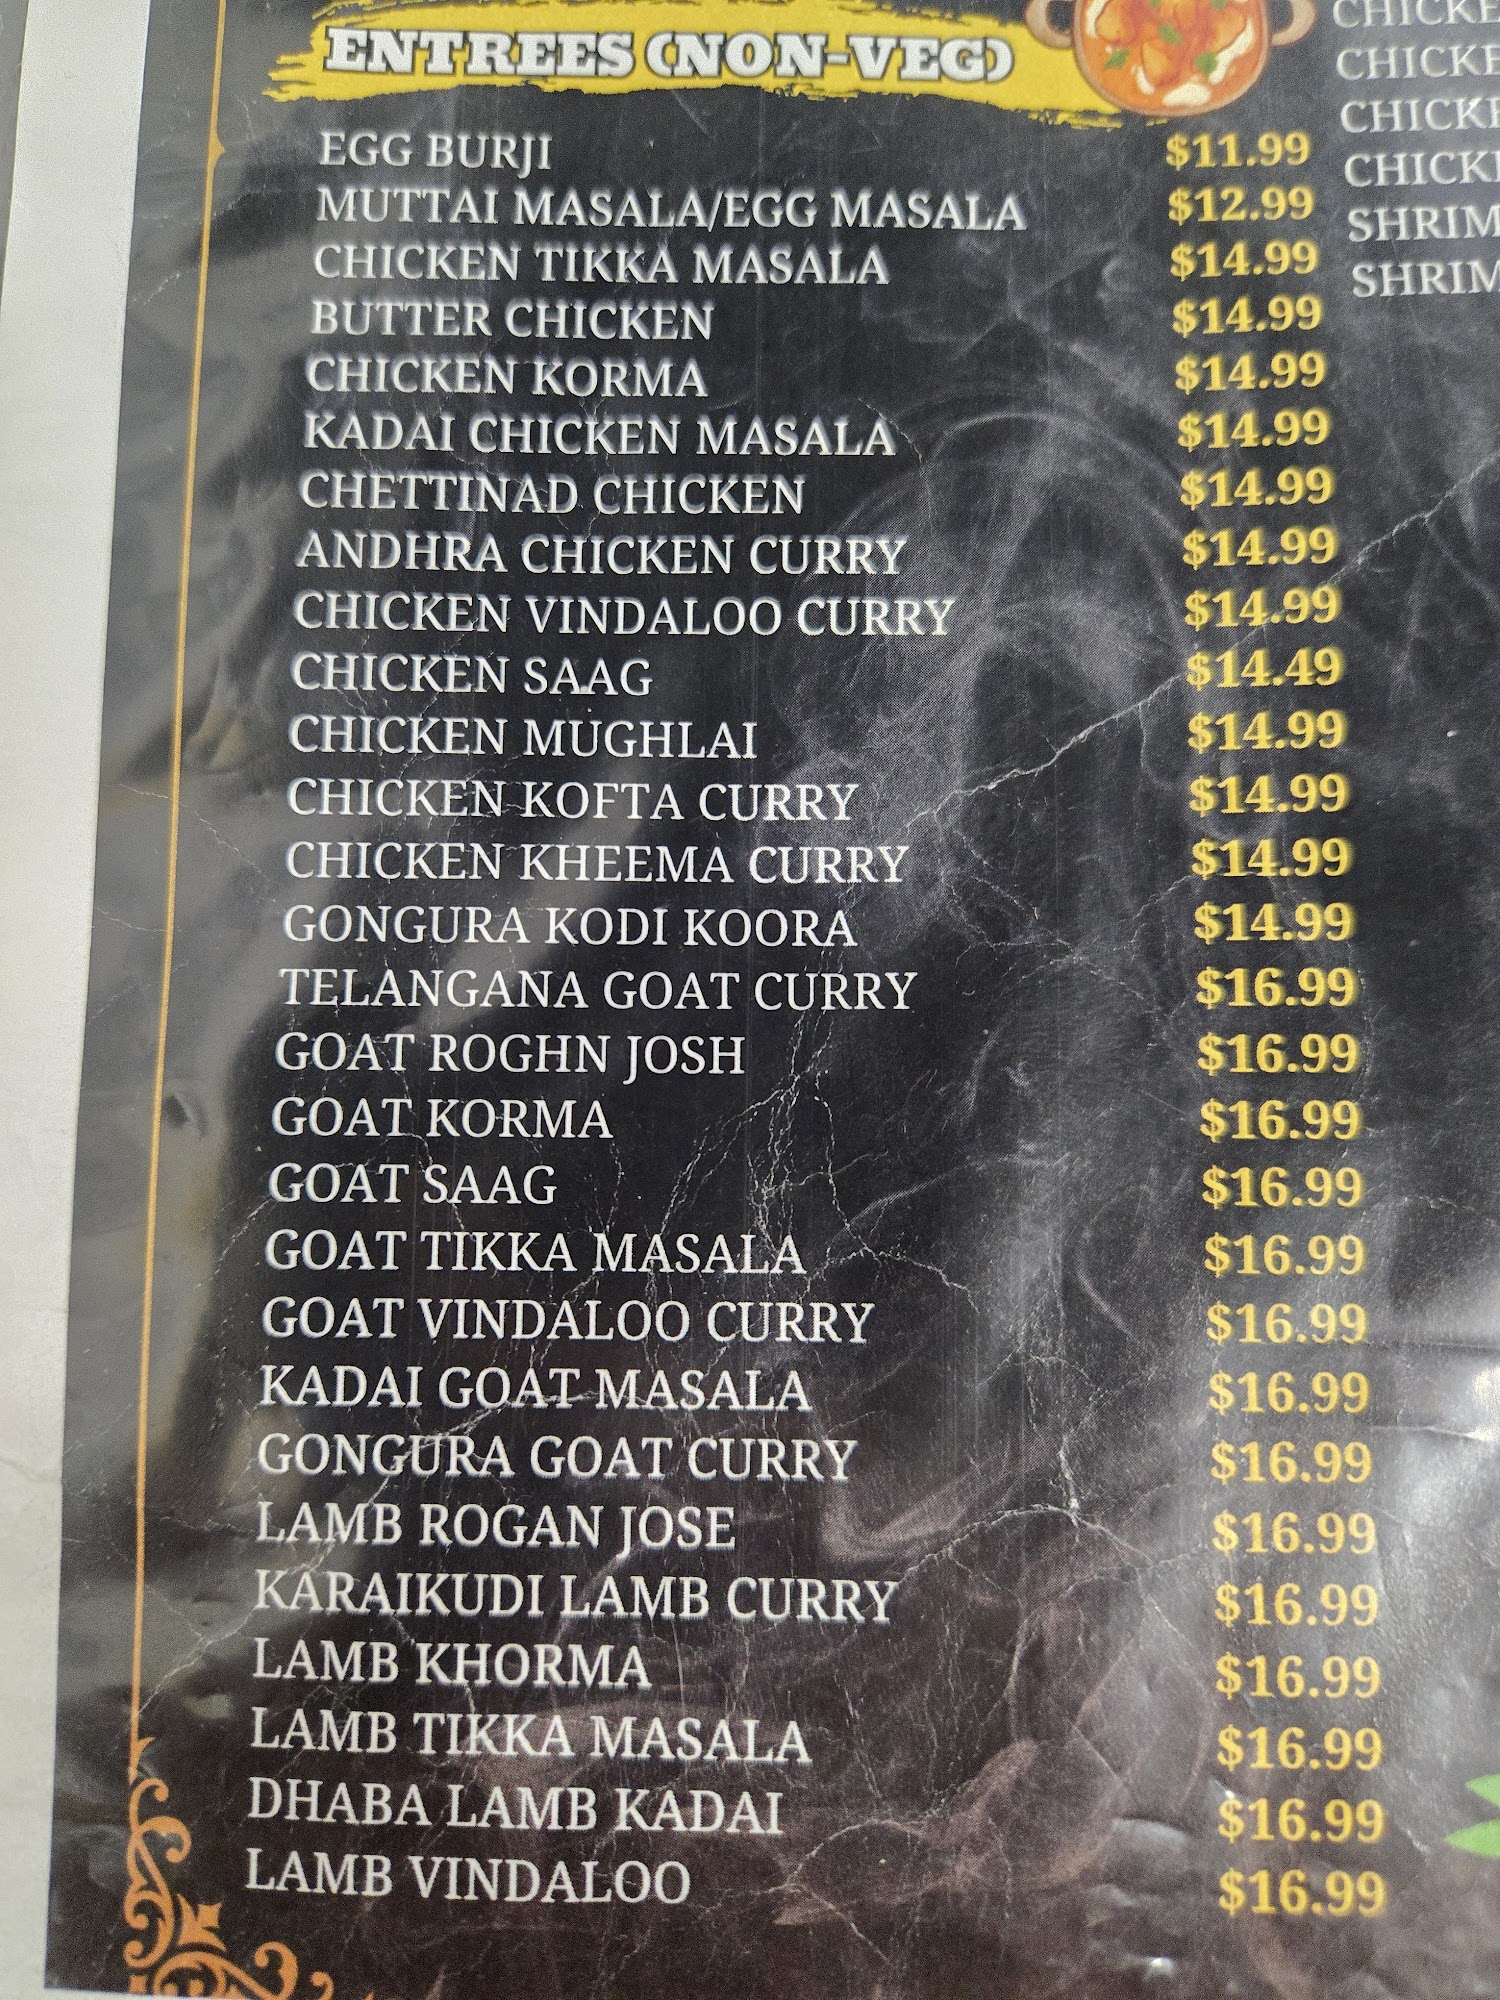 ENTREES (NON-VEG)
EGG BURJI $11.99
MUTTAI MASALA/EGG MASALA $12.99
CHICKEN TIKKA MASALA $14.99
BUTTER CHICKEN $14.99
CHICKEN KORMA $14.99
KADAI CHICKEN MASALA $14.99
CHETTINAD CHICKEN $14.99
ANDHRA CHICKEN CURRY $14.99
CHICKEN VINDALOO CURRY $14.99
CHICKEN SAAG $14.49
CHICKEN MUGHLAI $14.99
CHICKEN KOFTA CURRY $14.99
CHICKEN KHEEMA CURRY $14.99
GONGURA KODI KOORA $14.99
TELANGANA GOAT CURRY $16.99
GOAT ROGHN JOSH $16.99
GOAT KORMA $16.99
GOAT SAAG $16.99
GOAT TIKKA MASALA $16.99
GOAT VINDALOO CURRY $16.99
KADAI GOAT MASALA $16.99
GONGURA GOAT CURRY $16.99
LAMB ROGAN JOSE $16.99
KARAIKUDI LAMB CURRY $16.99
LAMB KHORMA $16.99
LAMB TIKKA MASALA $16.99
DHABA LAMB KADAI $16.99
LAMB VINDALOO $16.99